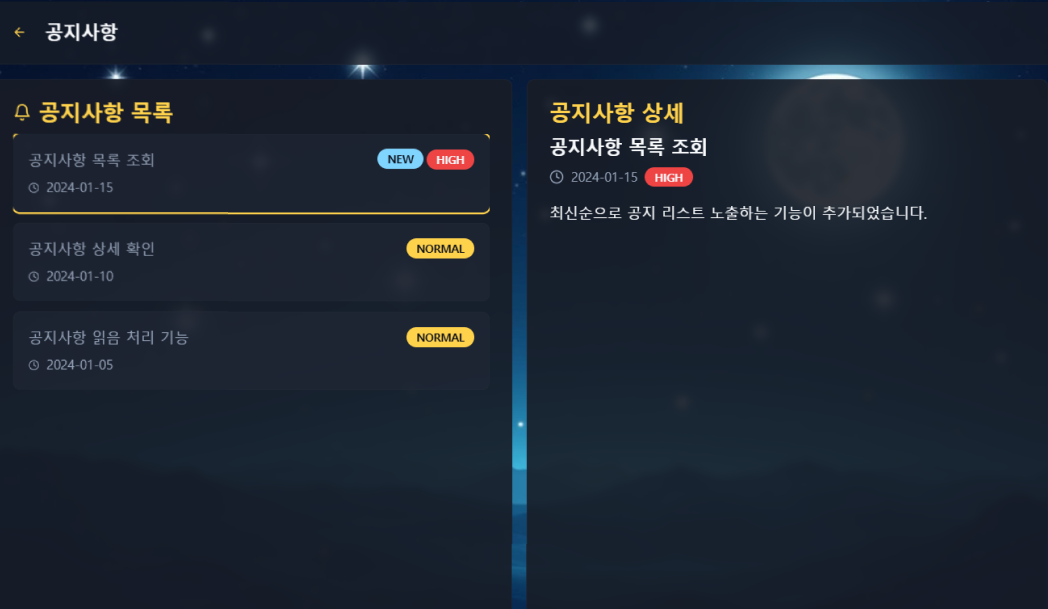 공지사항
공지사항 목록
공지사항 목록 조회 NEW HIGH
2024-01-15
공지사항 상세 확인 NORMAL
2024-01-10
공지사항 읽음 처리 기능 NORMAL
2024-01-05
공지사항 상세
공지사항 목록 조회
2024-01-15 HIGH
최신순으로 공지 리스트 노출하는 기능이 추가되었습니다.